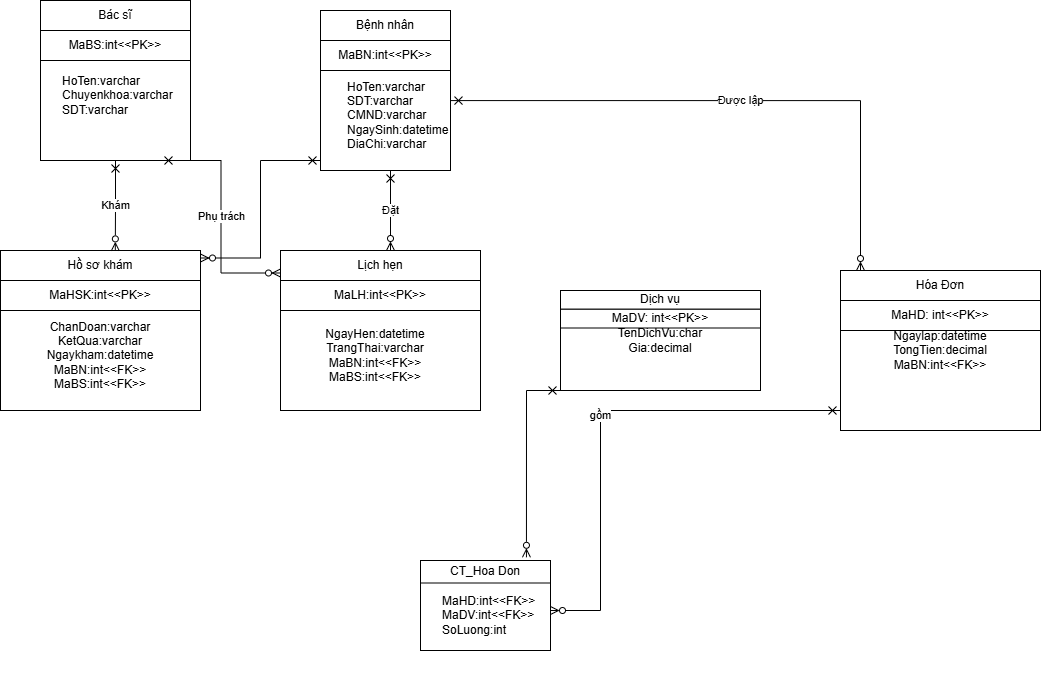 Bác sĩ
MaBS:int<<PK>>
HoTen:varchar
Chuyenkhoa:varchar
SDT:varchar
Bệnh nhân
MaBN:int<<PK>>
HoTen:varchar
SDT:varchar
CMND:varchar
NgaySinh:datetime
DiaChi:varchar
Được lập
Khám
Phụ trách
Đặt
Hồ sơ khám
MaHSK:int<<PK>>
ChanDoan:varchar
KetQua:varchar
Ngaykham:datetime
MaBN:int<<FK>>
MaBS:int<<FK>>
Lịch hẹn
MaLH:int<<PK>>
NgayHen:datetime
TrangThai:varchar
MaBN:int<<FK>>
MaBS:int<<FK>>
Dịch vụ
MaDV: int<<PK>>
TenDichVu:char
Gia:decimal
Hóa Đơn
MaHD: int<<PK>>
Ngaylap:datetime
TongTien:decimal
MaBN:int<<FK>>
gồm
CT_Hoa Don
MaHD:int<<FK>>
MaDV:int<<FK>>
SoLuong:int